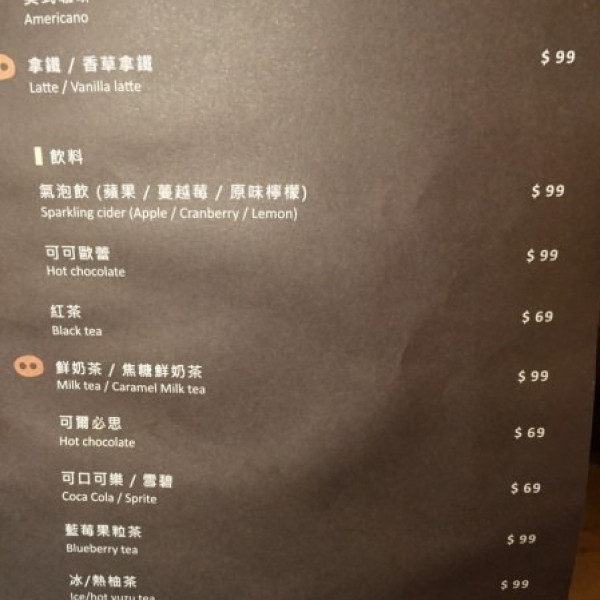 Americano
拿鐵 / 香草拿鐵 $ 99
Latte / Vanilla latte
飲料
氣泡飲 (蘋果 / 蔓越莓 / 原味檸檬) $ 99
Sparkling cider (Apple / Cranberry / Lemon)
可可歐蕾 $ 99
Hot chocolate
紅茶 $ 69
Black tea
鮮奶茶 / 焦糖鮮奶茶 $ 99
Milk tea / Caramel Milk tea
可爾必思 $ 69
Hot chocolate
可口可樂 / 雪碧 $ 69
Coca Cola / Sprite
藍莓果粒茶 $ 99
Blueberry tea
冰/熱柚茶 $ 99
Ice/hot yuzu tea